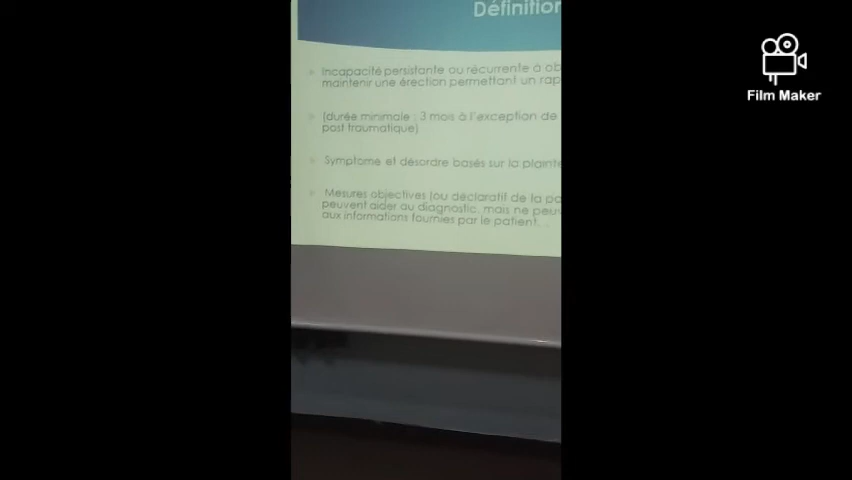 Définition
Incapacité persistante ou récurrente à ob
maintenir une érection permettant un rap
(durée minimale : 3 mois à l'exception de
post traumatique)
Symptome et désordre basés sur la plainte
Mesures objectives (ou déclaratif de la pa
peuvent aider au diagnostic, mais ne peuv
aux informations fournies par le patient. .
Film Maker